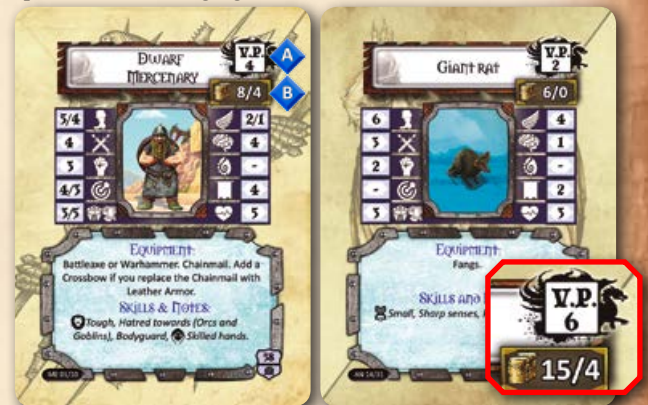 DWARF
MERCENARY
V.P.
4
A
8/4
B
5/4
2/1
4
4
3
-
4/3
4
3/5
5
EQUIPMENT:
Battleaxe or Warhammer. Chainmail. Add a
Crossbow if you replace the Chainmail with
Leather Armor.
SKILLS & NOTES:
Tough, Hatred towards (Orcs and
Goblins), Bodyguard, Skilled hands.
58
GIANT RAT
V.P.
2
6/0
6
4
3
1
2
-
-
2
3
3
EQUIPMENT:
Fangs.
SKILLS AND
Small, Sharp senses,
V.P.
6
15/4